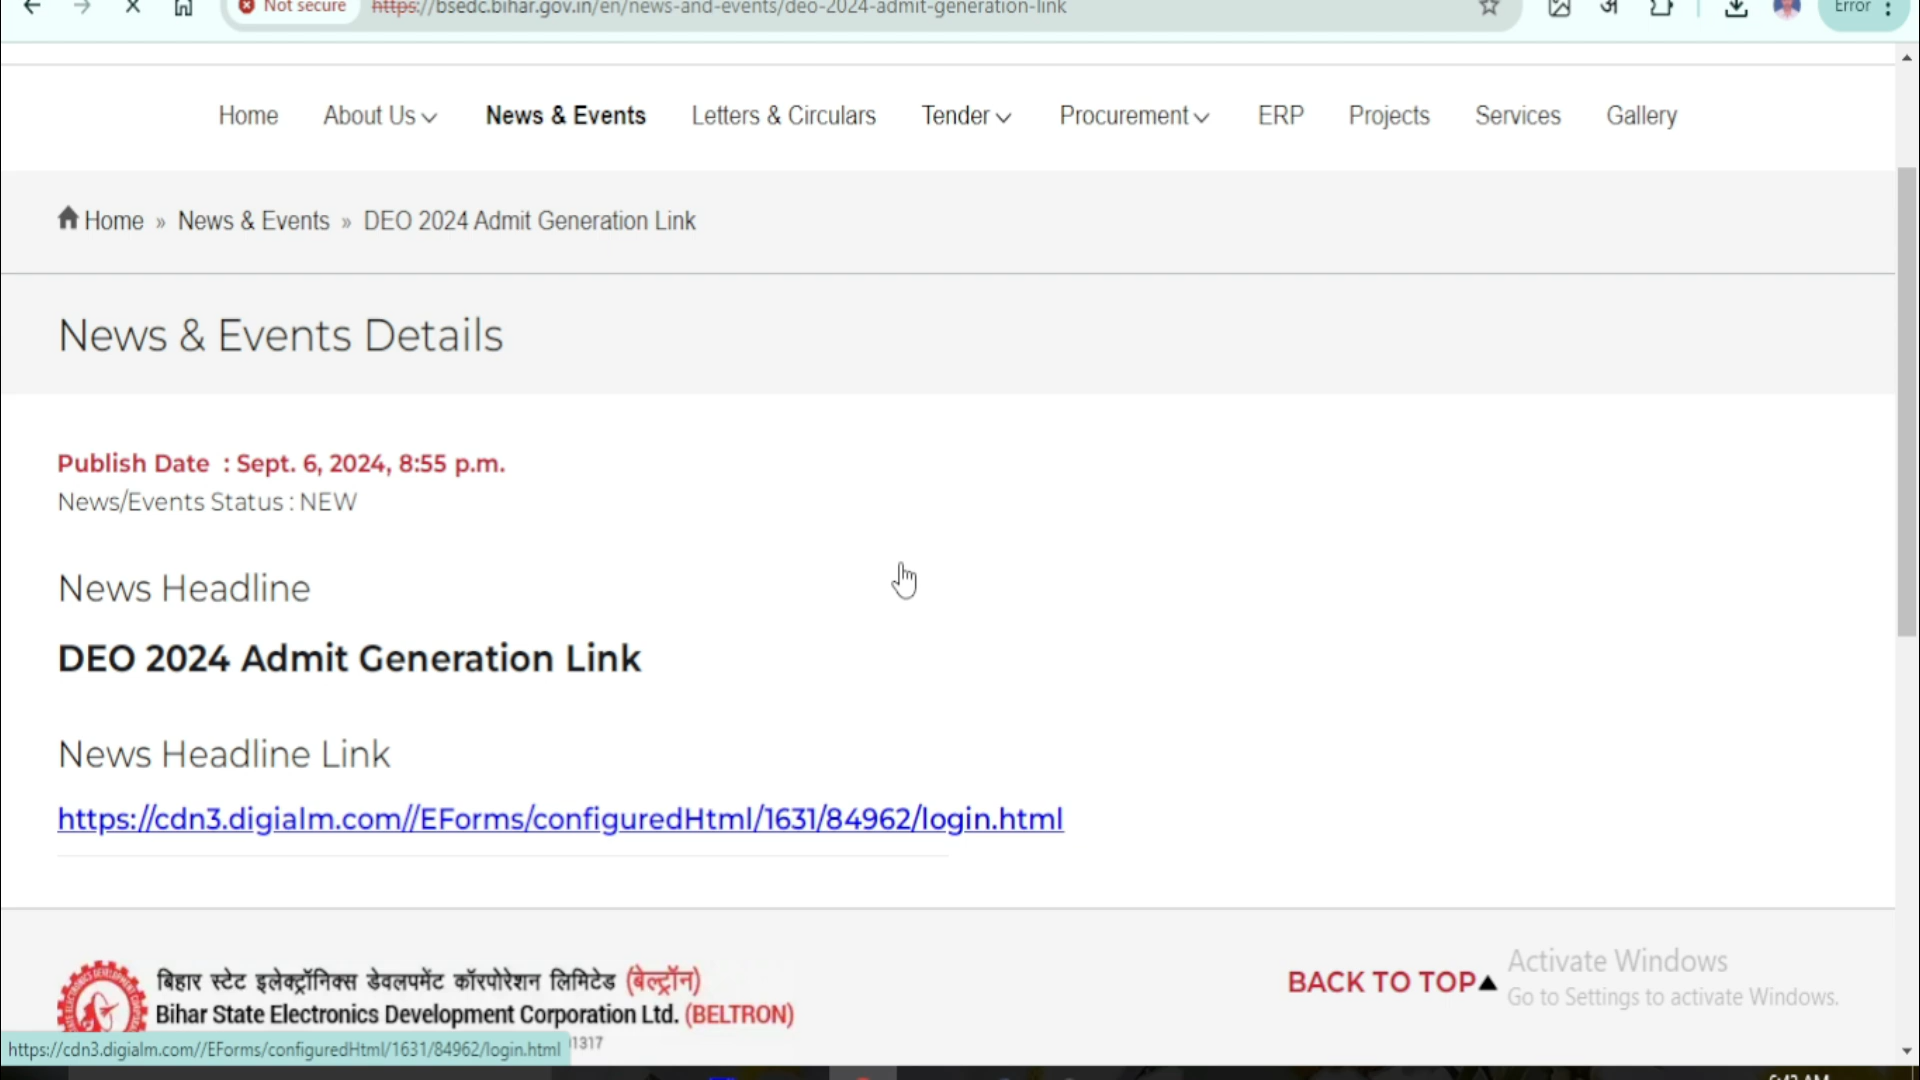 Not secure https://bsedc.bihar.gov.in/en/news-and-events/deo-2024-admit-generation-link Error
Home About Us News & Events Letters & Circulars Tender Procurement ERP Projects Services Gallery
Home » News & Events » DEO 2024 Admit Generation Link
News & Events Details
Publish Date : Sept. 6, 2024, 8:55 p.m.
News/Events Status : NEW
News Headline
DEO 2024 Admit Generation Link
News Headline Link
https://cdn3.digialm.com//EForms/configuredHtml/1631/84962/login.html
बिहार स्टेट इलेक्ट्रॉनिक्स डेवलपमेंट कॉरपोरेशन लिमिटेड (बेल्ट्रॉन)
Bihar State Electronics Development Corporation Ltd. (BELTRON)
BACK TO TOP
Activate Windows
Go to Settings to activate Windows.
https://cdn3.digialm.com//EForms/configuredHtml/1631/84962/login.html